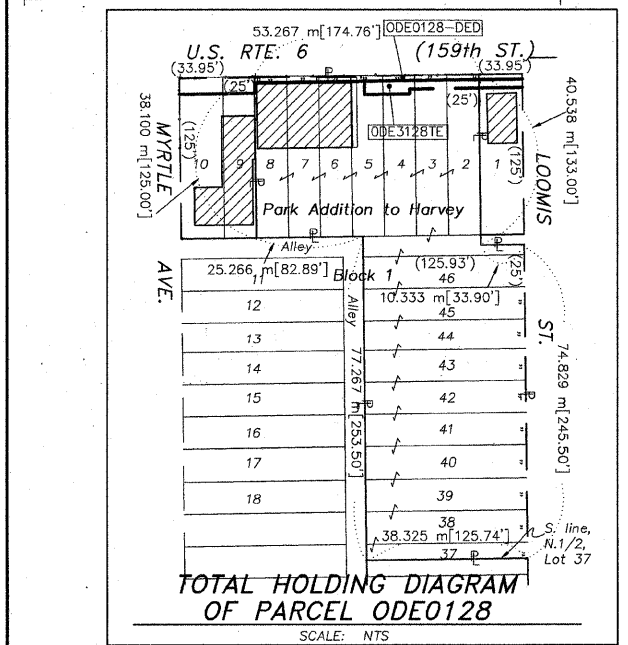 53.267 m[174.76']
ODE0128-DED
U.S. RTE. 6
(159th ST.)
(33.95')
(33.95')
(25')
(25')
ODE3128TE
40.538 m[133.00']
38.100 m[125.00']
(125')
(125')
MYRTLE
AVE.
LOOMIS
ST.
10
9
8
7
6
5
4
3
2
1
Park Addition to Harvey
Alley
25.266 m[82.89']
Block 1
(125.93')
(25')
10.333 m[33.90']
11
46
12
45
13
44
14
43
15
42
16
41
17
40
18
39
38
37
Alley
77.267 m[253.50']
74.829 m[245.50']
38.325 m[125.74']
S. line,
N.1/2,
Lot 37
TOTAL HOLDING DIAGRAM
OF PARCEL ODE0128
SCALE: NTS